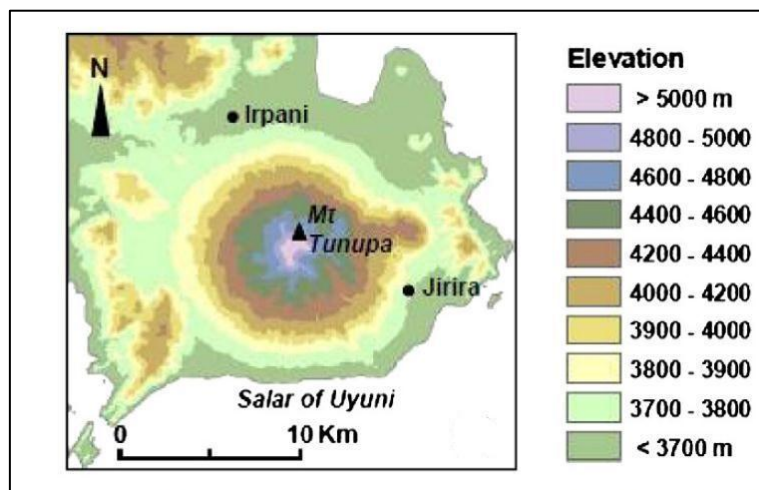 N
Irpani
Mt
Tunupa
Jirira
Salar of Uyuni
0 10 Km
Elevation
> 5000 m
4800 - 5000
4600 - 4800
4400 - 4600
4200 - 4400
4000 - 4200
3900 - 4000
3800 - 3900
3700 - 3800
< 3700 m